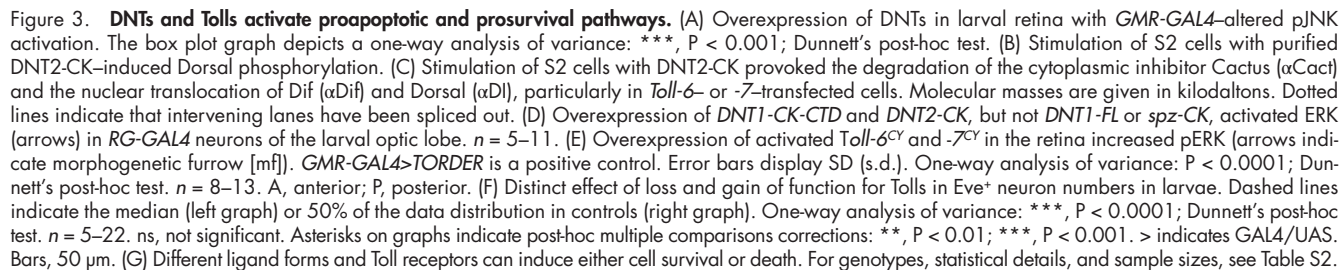 Figure 3. DNTs and Tolls activate proapoptotic and prosurvival pathways. (A) Overexpression of DNTs in larval retina with GMR-GAL4–altered pJNK
activation. The box plot graph depicts a one-way analysis of variance: ***, P < 0.001; Dunnett's post-hoc test. (B) Stimulation of S2 cells with purified
DNT2-CK–induced Dorsal phosphorylation. (C) Stimulation of S2 cells with DNT2-CK provoked the degradation of the cytoplasmic inhibitor Cactus (αCact)
and the nuclear translocation of Dif (αDif) and Dorsal (αDl), particularly in Toll-6– or -7–transfected cells. Molecular masses are given in kilodaltons. Dotted
lines indicate that intervening lanes have been spliced out. (D) Overexpression of DNT1-CK-CTD and DNT2-CK, but not DNT1-FL or spz-CK, activated ERK
(arrows) in RG-GAL4 neurons of the larval optic lobe. n = 5–11. (E) Overexpression of activated Toll-6ᶜʸ and -7ᶜʸ in the retina increased pERK (arrows indi-
cate morphogenetic furrow [mf]). GMR-GAL4>TORDER is a positive control. Error bars display SD (s.d.). One-way analysis of variance: P < 0.0001; Dun-
nett's post-hoc test. n = 8–13. A, anterior; P, posterior. (F) Distinct effect of loss and gain of function for Tolls in Eve⁺ neuron numbers in larvae. Dashed lines
indicate the median (left graph) or 50% of the data distribution in controls (right graph). One-way analysis of variance: ***, P < 0.0001; Dunnett's post-hoc
test. n = 5–22. ns, not significant. Asterisks on graphs indicate post-hoc multiple comparisons corrections: **, P < 0.01; ***, P < 0.001. > indicates GAL4/UAS.
Bars, 50 µm. (G) Different ligand forms and Toll receptors can induce either cell survival or death. For genotypes, statistical details, and sample sizes, see Table S2.